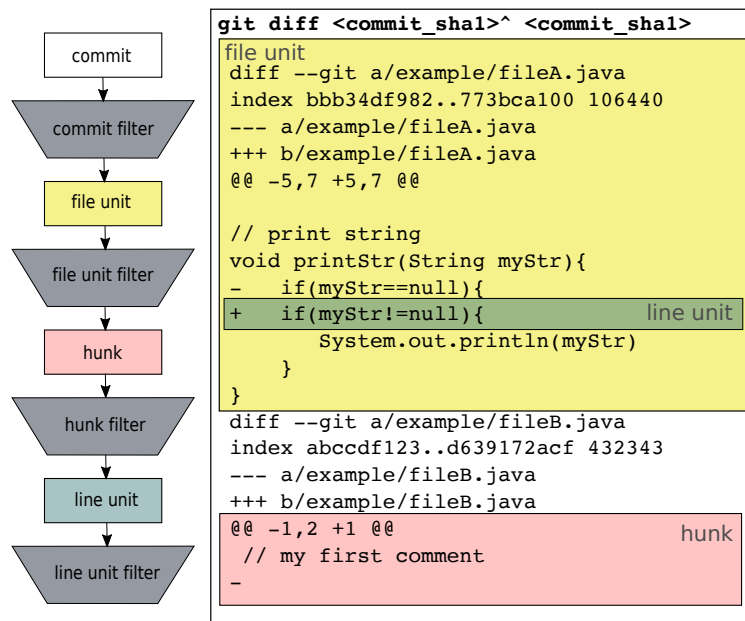 commit
commit filter
file unit
file unit filter
hunk
hunk filter
line unit
line unit filter
git diff <commit_sha1>^ <commit_sha1>
file unit
diff --git a/example/fileA.java
index bbb34df982..773bca100 106440
--- a/example/fileA.java
+++ b/example/fileA.java
@@ -5,7 +5,7 @@
// print string
void printStr(String myStr){
-   if(myStr==null){
+   if(myStr!=null){ line unit
      System.out.println(myStr)
    }
}
diff --git a/example/fileB.java
index abccdf123..d639172acf 432343
--- a/example/fileB.java
+++ b/example/fileB.java
@@ -1,2 +1 @@ hunk
 // my first comment
-